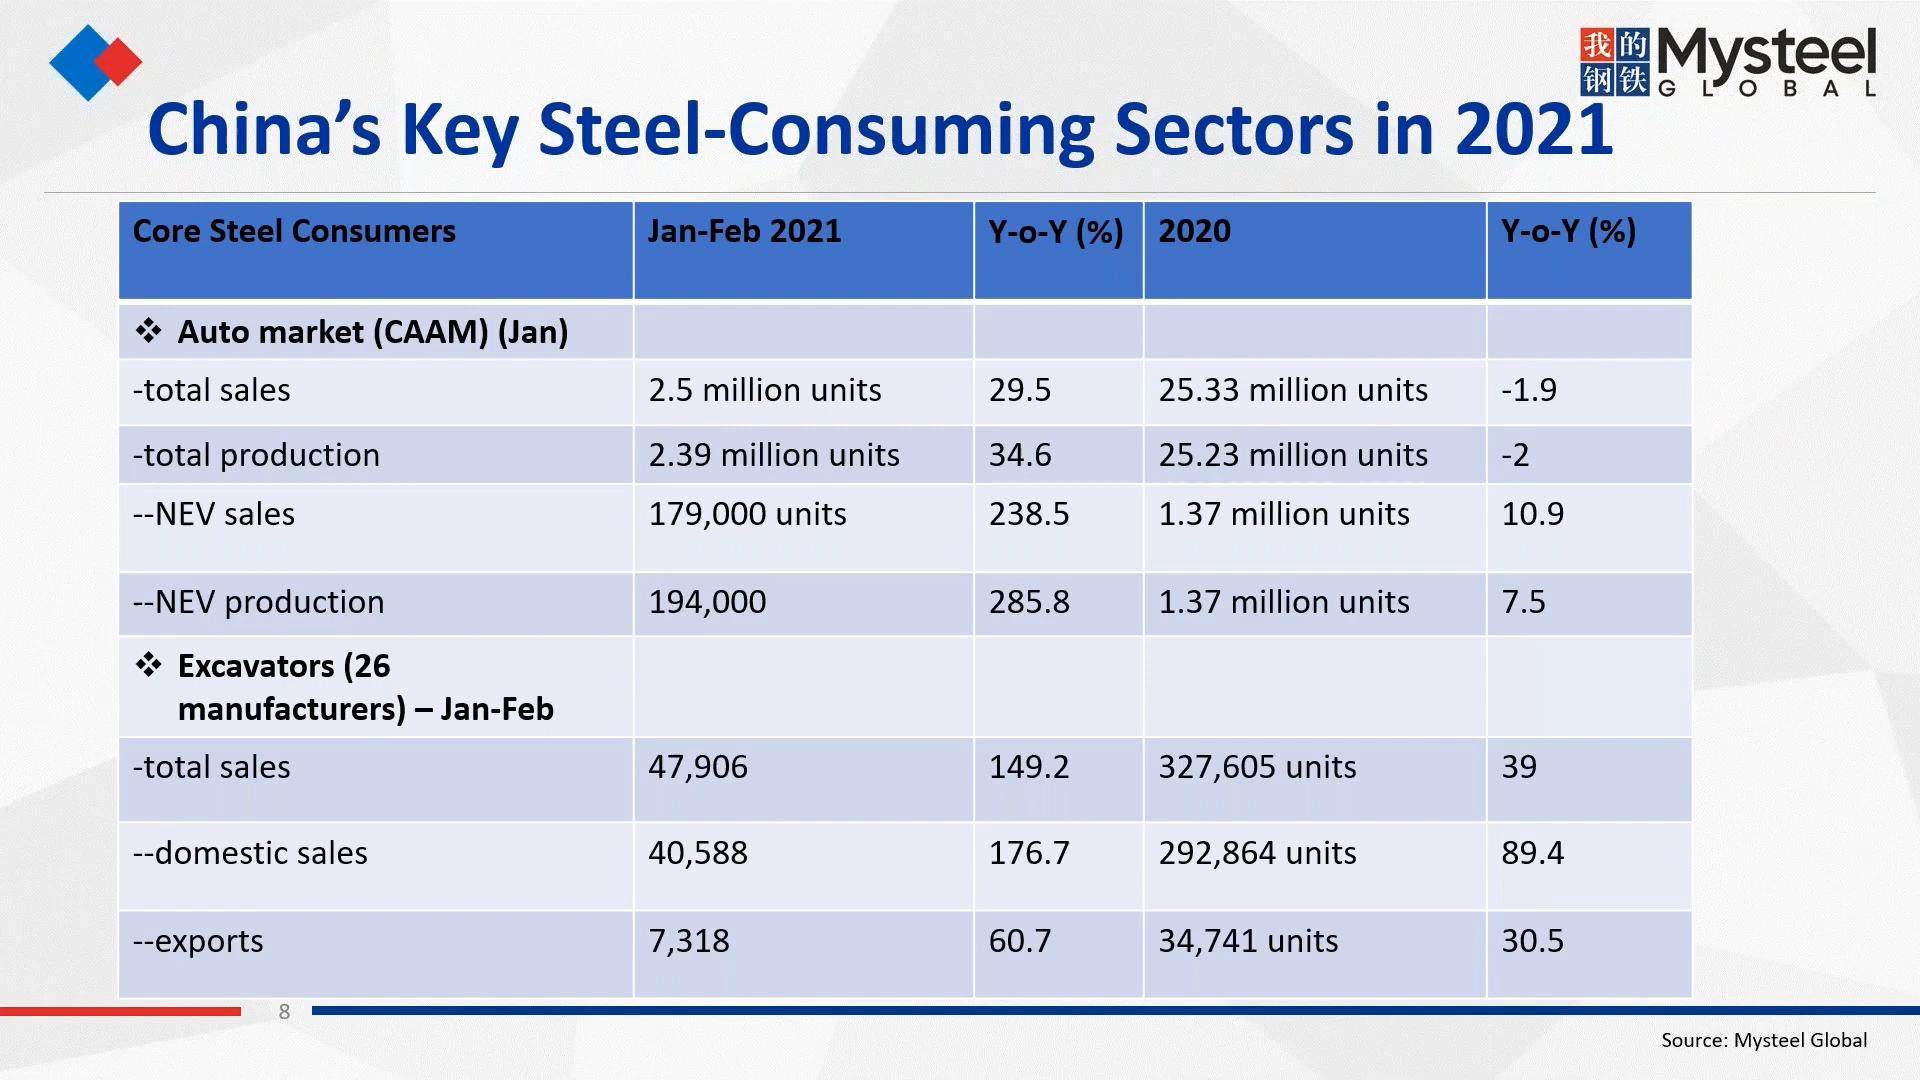 我的
钢铁
Mysteel
GLOBAL
China’s Key Steel-Consuming Sectors in 2021
Core Steel Consumers Jan-Feb 2021 Y-o-Y (%) 2020 Y-o-Y (%)
❖ Auto market (CAAM) (Jan)
-total sales 2.5 million units 29.5 25.33 million units -1.9
-total production 2.39 million units 34.6 25.23 million units -2
--NEV sales 179,000 units 238.5 1.37 million units 10.9
--NEV production 194,000 285.8 1.37 million units 7.5
❖ Excavators (26
manufacturers) – Jan-Feb
-total sales 47,906 149.2 327,605 units 39
--domestic sales 40,588 176.7 292,864 units 89.4
--exports 7,318 60.7 34,741 units 30.5
8
Source: Mysteel Global